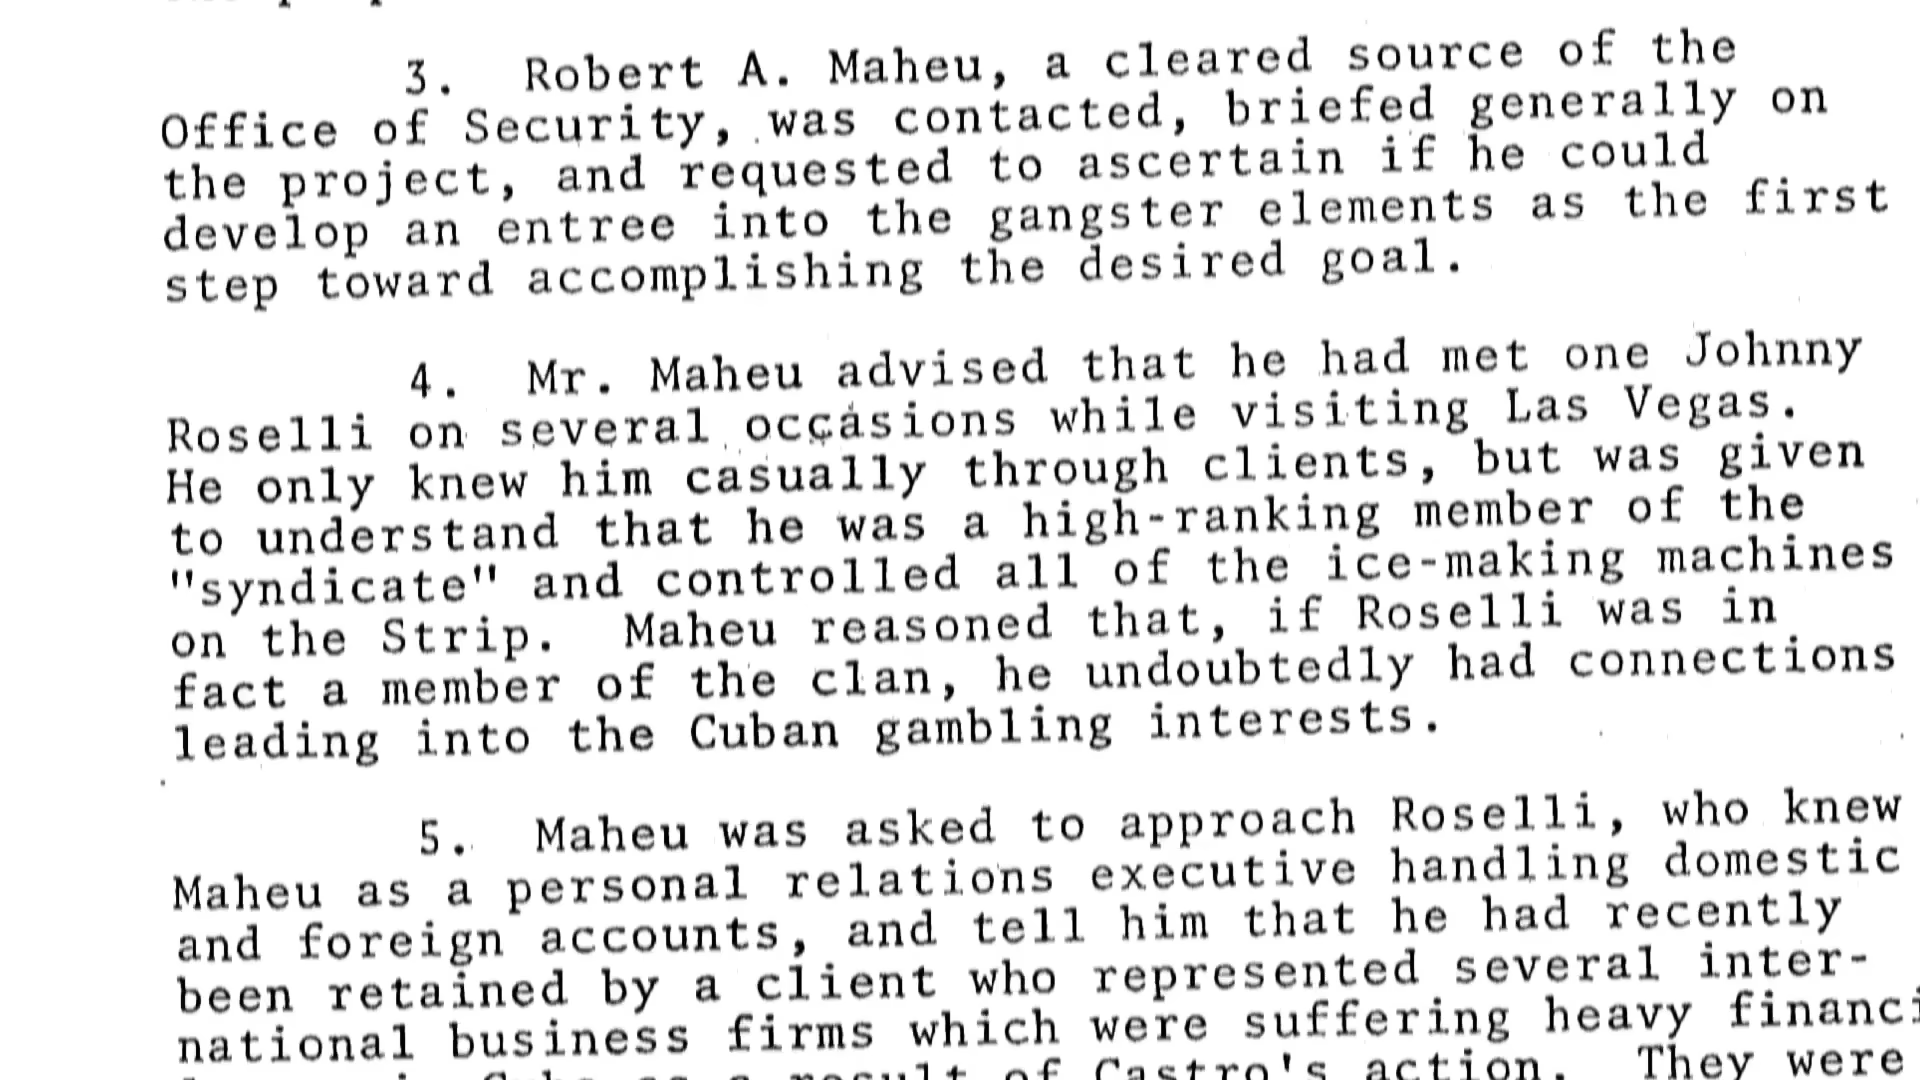 3. Robert A. Maheu, a cleared source of the
Office of Security, was contacted, briefed generally on
the project, and requested to ascertain if he could
develop an entree into the gangster elements as the first
step toward accomplishing the desired goal.
4. Mr. Maheu advised that he had met one Johnny
Roselli on several occasions while visiting Las Vegas.
He only knew him casually through clients, but was given
to understand that he was a high-ranking member of the
"syndicate" and controlled all of the ice-making machines
on the Strip. Maheu reasoned that, if Roselli was in
fact a member of the clan, he undoubtedly had connections
leading into the Cuban gambling interests.
5. Maheu was asked to approach Roselli, who knew
Maheu as a personal relations executive handling domestic
and foreign accounts, and tell him that he had recently
been retained by a client who represented several inter-
national business firms which were suffering heavy financi
Cuba as a result of Castro's action. They were